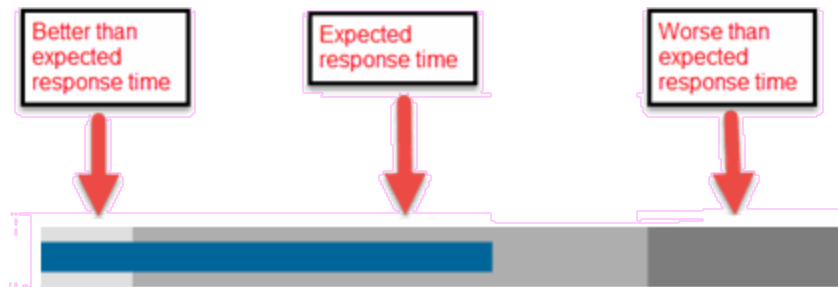 Better than
expected
response time
Expected
response time
Worse than
expected
response time